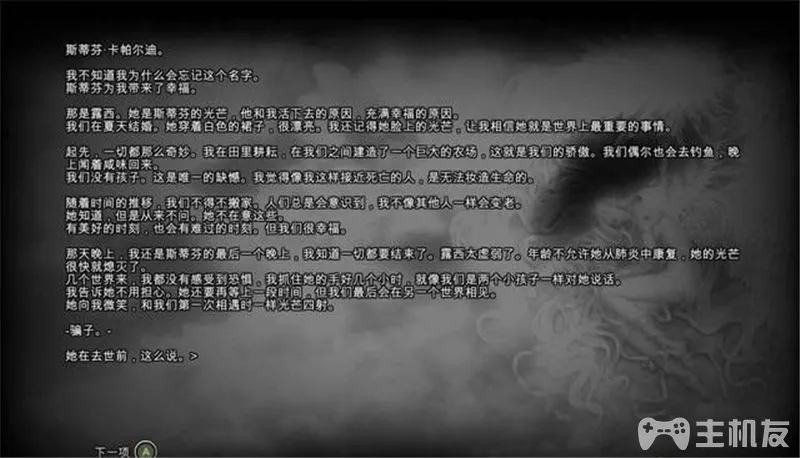 斯蒂芬·卡帕尔迪。
我不知道我为什么会忘记这个名字。
斯蒂芬为我带来了幸福。
那是露西。她是斯蒂芬的光芒，他和我活下去的原因，充满幸福的原因。
我们在夏天结婚。她穿着白色的裙子，很漂亮。我还记得她脸上的光芒，让我相信她就是世界上最重要的事情。
起先，一切都那么奇妙。我在田里耕耘，在我们之间建造了一个巨大的农场，这就是我们的骄傲。我们偶尔也会去钓鱼，晚
上闻着咸味回来。
我们没有孩子。这是唯一的缺憾。我觉得像我这样接近死亡的人，是无法妆造生命的。
随着时间的推移，我们不得不搬家。人们总是会意识到，我不像其他人一样会变老。
她知道，但是从来不问。她不在意这些。
有美好的时刻，也会有难过的时刻。但我们很幸福。
那天晚上，我还是斯蒂芬的最后一个晚上，我知道一切都要结束了。露西太虚弱了。年龄不允许她从肺炎中康复，她的光芒
很快就熄灭了。
几个世界来，我都没有感受到恐惧，我抓住她的手好几个小时，就像我们是两个小孩子一样对她说话。
我告诉她不用担心。她还要再等上一段时间，但我们最后会在另一个世界相见。
她向我微笑，和我们第一次相遇时一样光芒四射。
-骗子。-
她在去世前，这么说。>
下一项 A
主机友